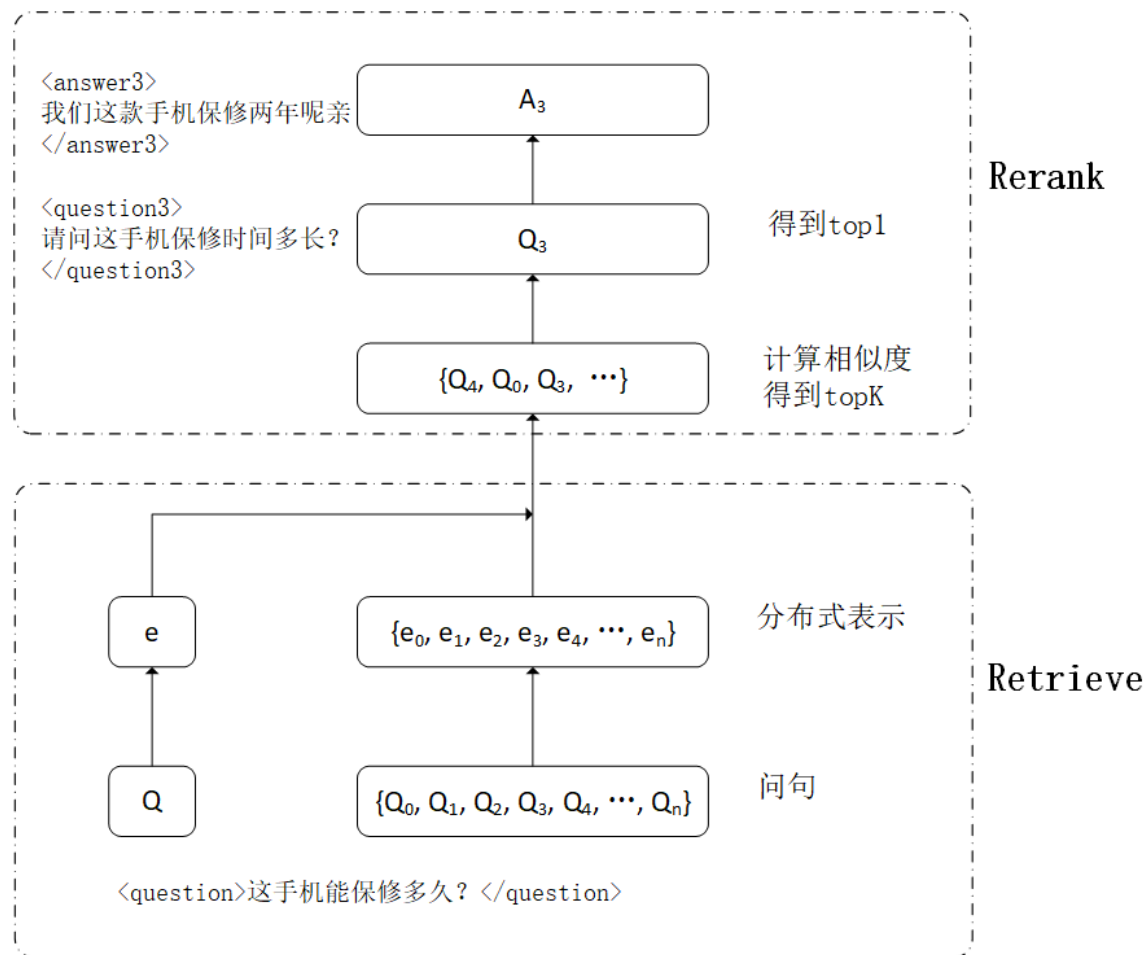 <answer3>
我们这款手机保修两年呢亲
</answer3>
A₃
Rerank
<question3>
请问这手机保修时间多长?
</question3>
Q₃
得到top1
{Q₄, Q₀, Q₃, ⋯}
计算相似度
得到topK
e
{e₀, e₁, e₂, e₃, e₄, ⋯, eₙ}
分布式表示
Retrieve
Q
{Q₀, Q₁, Q₂, Q₃, Q₄, ⋯, Qₙ}
问句
<question>这手机能保修多久?</question>